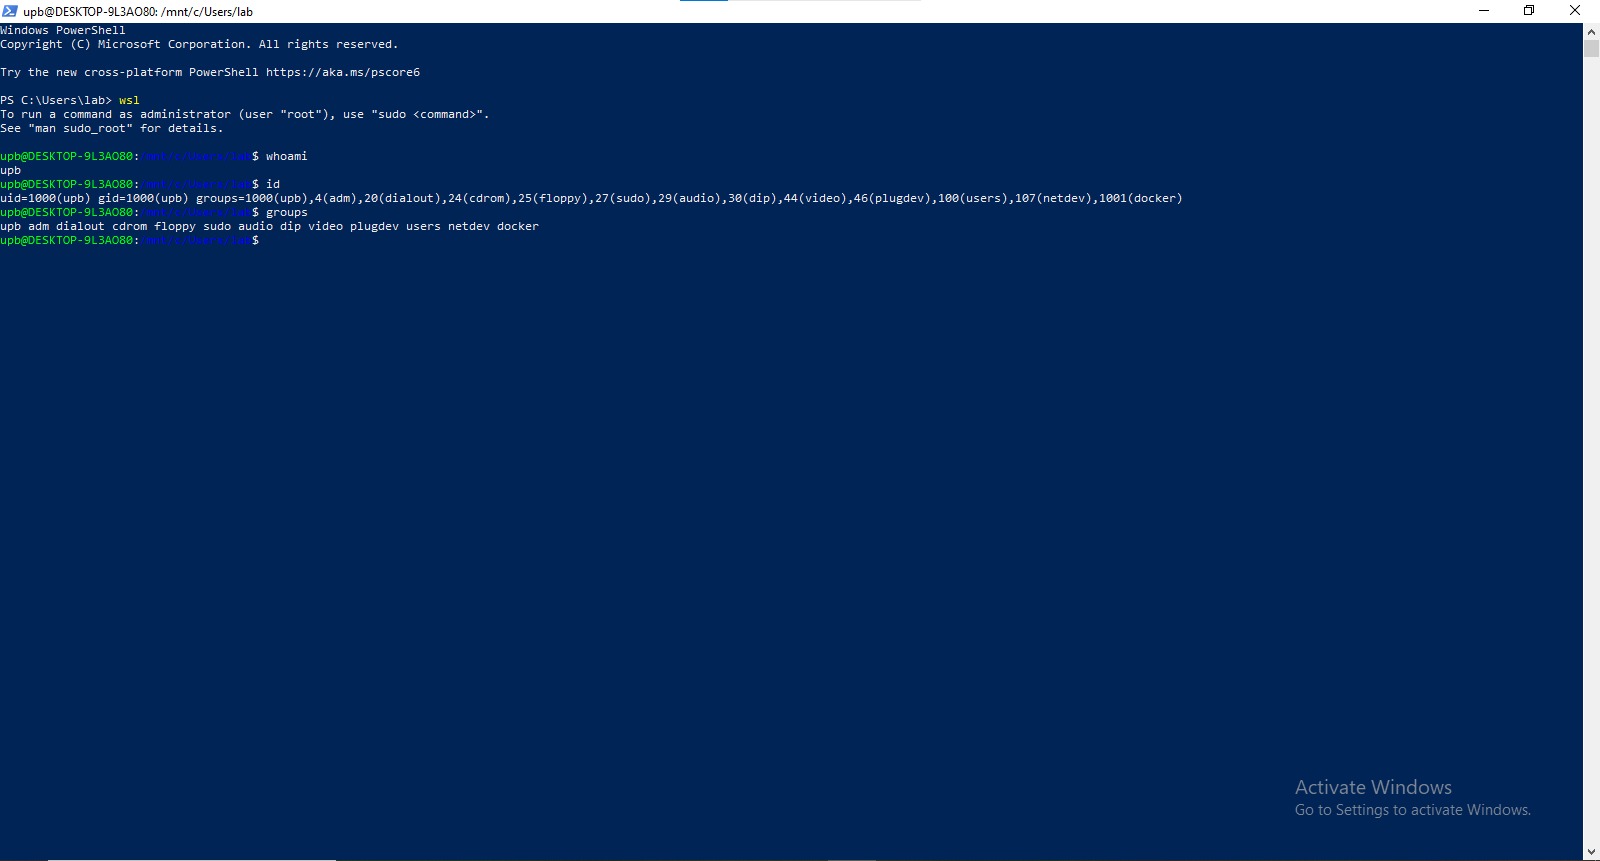 upb@DESKTOP-9L3AO80: /mnt/c/Users/lab
Windows PowerShell
Copyright (C) Microsoft Corporation. All rights reserved.
Try the new cross-platform PowerShell https://aka.ms/pscore6
PS C:\Users\lab> wsl
To run a command as administrator (user "root"), use "sudo <command>".
See "man sudo_root" for details.
upb@DESKTOP-9L3AO80:/mnt/c/Users/lab$ whoami
upb
upb@DESKTOP-9L3AO80:/mnt/c/Users/lab$ id
uid=1000(upb) gid=1000(upb) groups=1000(upb),4(adm),20(dialout),24(cdrom),25(floppy),27(sudo),29(audio),30(dip),44(video),46(plugdev),100(users),107(netdev),1001(docker)
upb@DESKTOP-9L3AO80:/mnt/c/Users/lab$ groups
upb adm dialout cdrom floppy sudo audio dip video plugdev users netdev docker
upb@DESKTOP-9L3AO80:/mnt/c/Users/lab$
Activate Windows
Go to Settings to activate Windows.